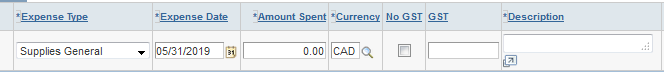 *Expense Type *Expense Date *Amount Spent *Currency No GST GST *Description
Supplies General 05/31/2019 31 0.00 CAD